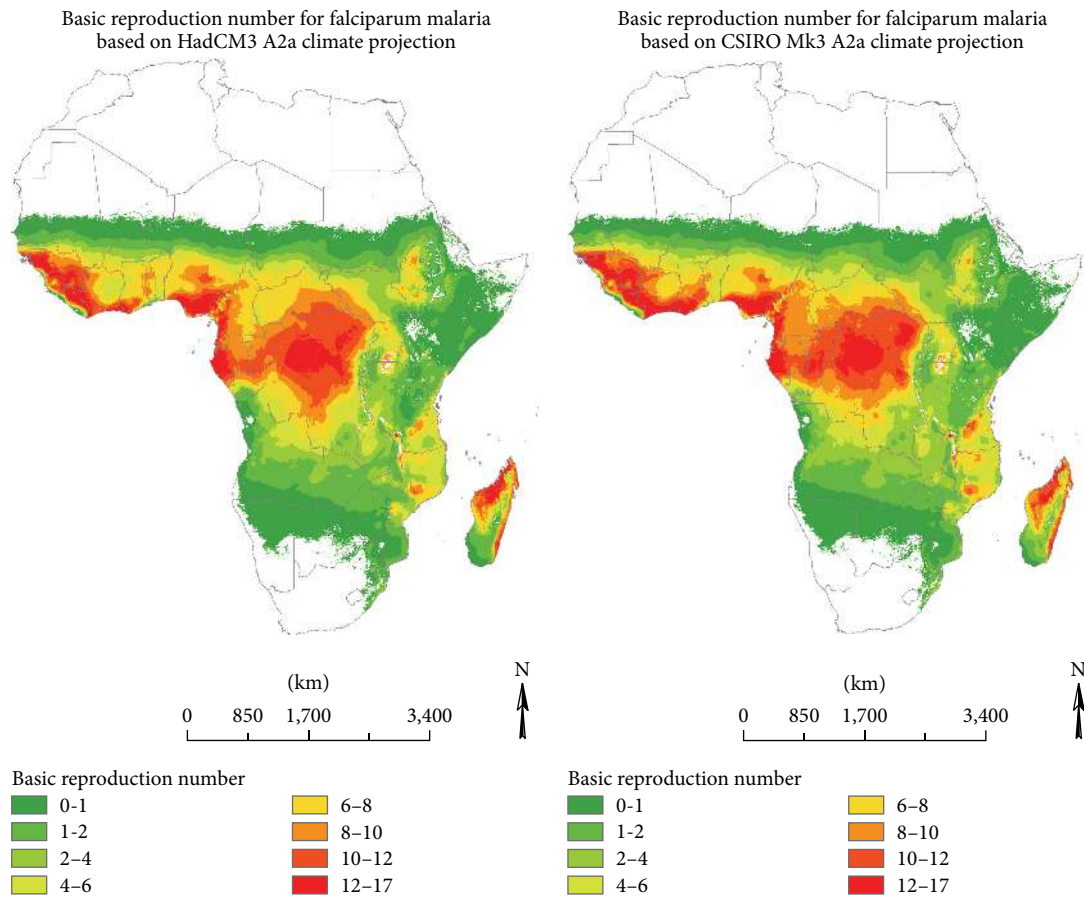 Basic reproduction number for falciparum malaria
based on HadCM3 A2a climate projection
Basic reproduction number for falciparum malaria
based on CSIRO Mk3 A2a climate projection
N
(km)
0 850 1,700 3,400
N
(km)
0 850 1,700 3,400
Basic reproduction number
0-1
1-2
2–4
4–6
6–8
8–10
10–12
12–17
Basic reproduction number
0-1
1-2
2–4
4–6
6–8
8–10
10–12
12–17